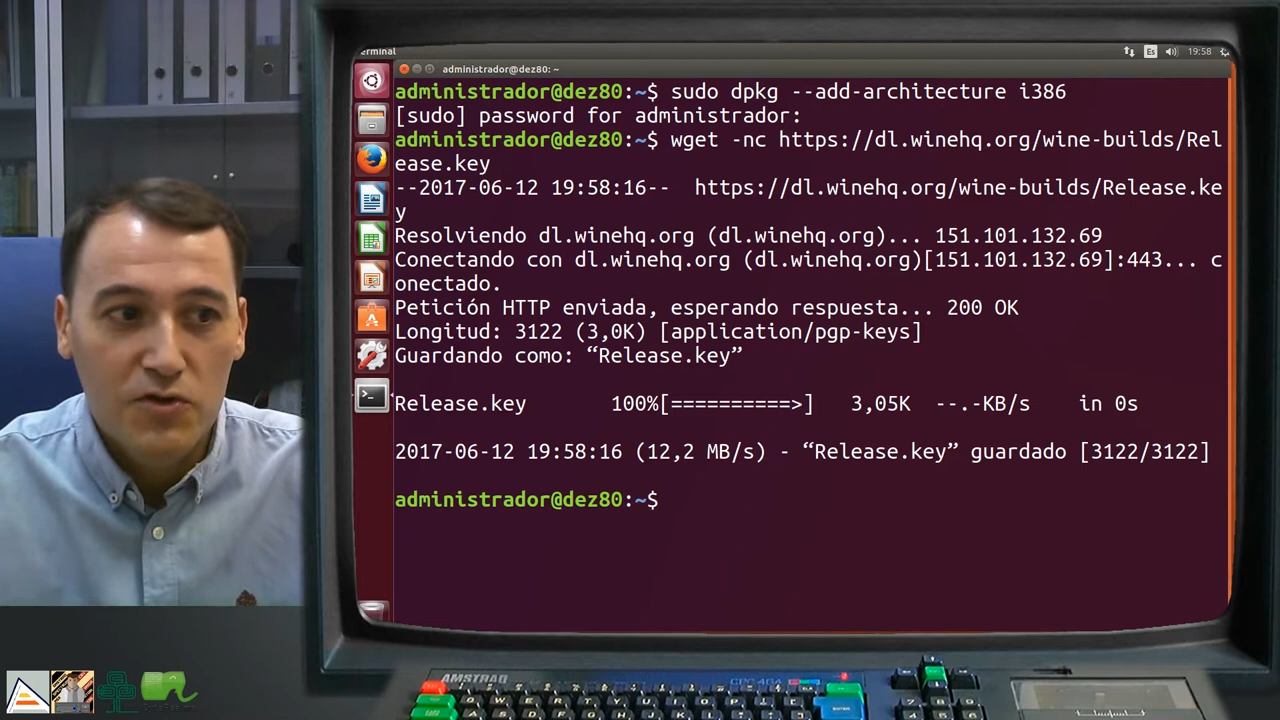 erminal
Es
19:58
administrador@dez80: ~
administrador@dez80:~$ sudo dpkg --add-architecture i386
[sudo] password for administrador:
administrador@dez80:~$ wget -nc https://dl.winehq.org/wine-builds/Rel
ease.key
--2017-06-12 19:58:16--  https://dl.winehq.org/wine-builds/Release.ke
y
Resolviendo dl.winehq.org (dl.winehq.org)... 151.101.132.69
Conectando con dl.winehq.org (dl.winehq.org)[151.101.132.69]:443... c
onectado.
Petición HTTP enviada, esperando respuesta... 200 OK
Longitud: 3122 (3,0K) [application/pgp-keys]
Guardando como: “Release.key”
Release.key 100%[==========>] 3,05K --.-KB/s in 0s
2017-06-12 19:58:16 (12,2 MB/s) - “Release.key” guardado [3122/3122]
administrador@dez80:~$
AMSTRAD
CPC 464